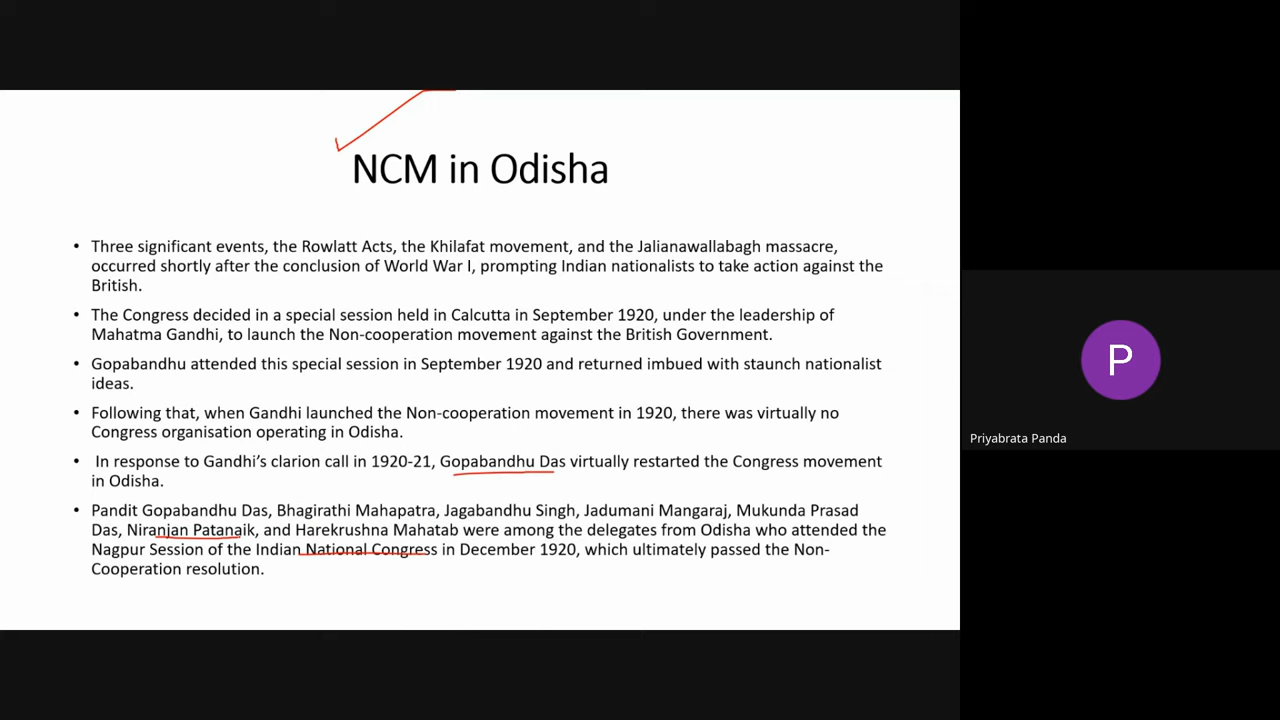 NCM in Odisha
• Three significant events, the Rowlatt Acts, the Khilafat movement, and the Jalianawallabagh massacre,
occurred shortly after the conclusion of World War I, prompting Indian nationalists to take action against the
British.
• The Congress decided in a special session held in Calcutta in September 1920, under the leadership of
Mahatma Gandhi, to launch the Non-cooperation movement against the British Government.
• Gopabandhu attended this special session in September 1920 and returned imbued with staunch nationalist
ideas.
• Following that, when Gandhi launched the Non-cooperation movement in 1920, there was virtually no
Congress organisation operating in Odisha.
• In response to Gandhi’s clarion call in 1920-21, Gopabandhu Das virtually restarted the Congress movement
in Odisha.
• Pandit Gopabandhu Das, Bhagirathi Mahapatra, Jagabandhu Singh, Jadumani Mangaraj, Mukunda Prasad
Das, Niranjan Patanaik, and Harekrushna Mahatab were among the delegates from Odisha who attended the
Nagpur Session of the Indian National Congress in December 1920, which ultimately passed the Non-
Cooperation resolution.
P
Priyabrata Panda